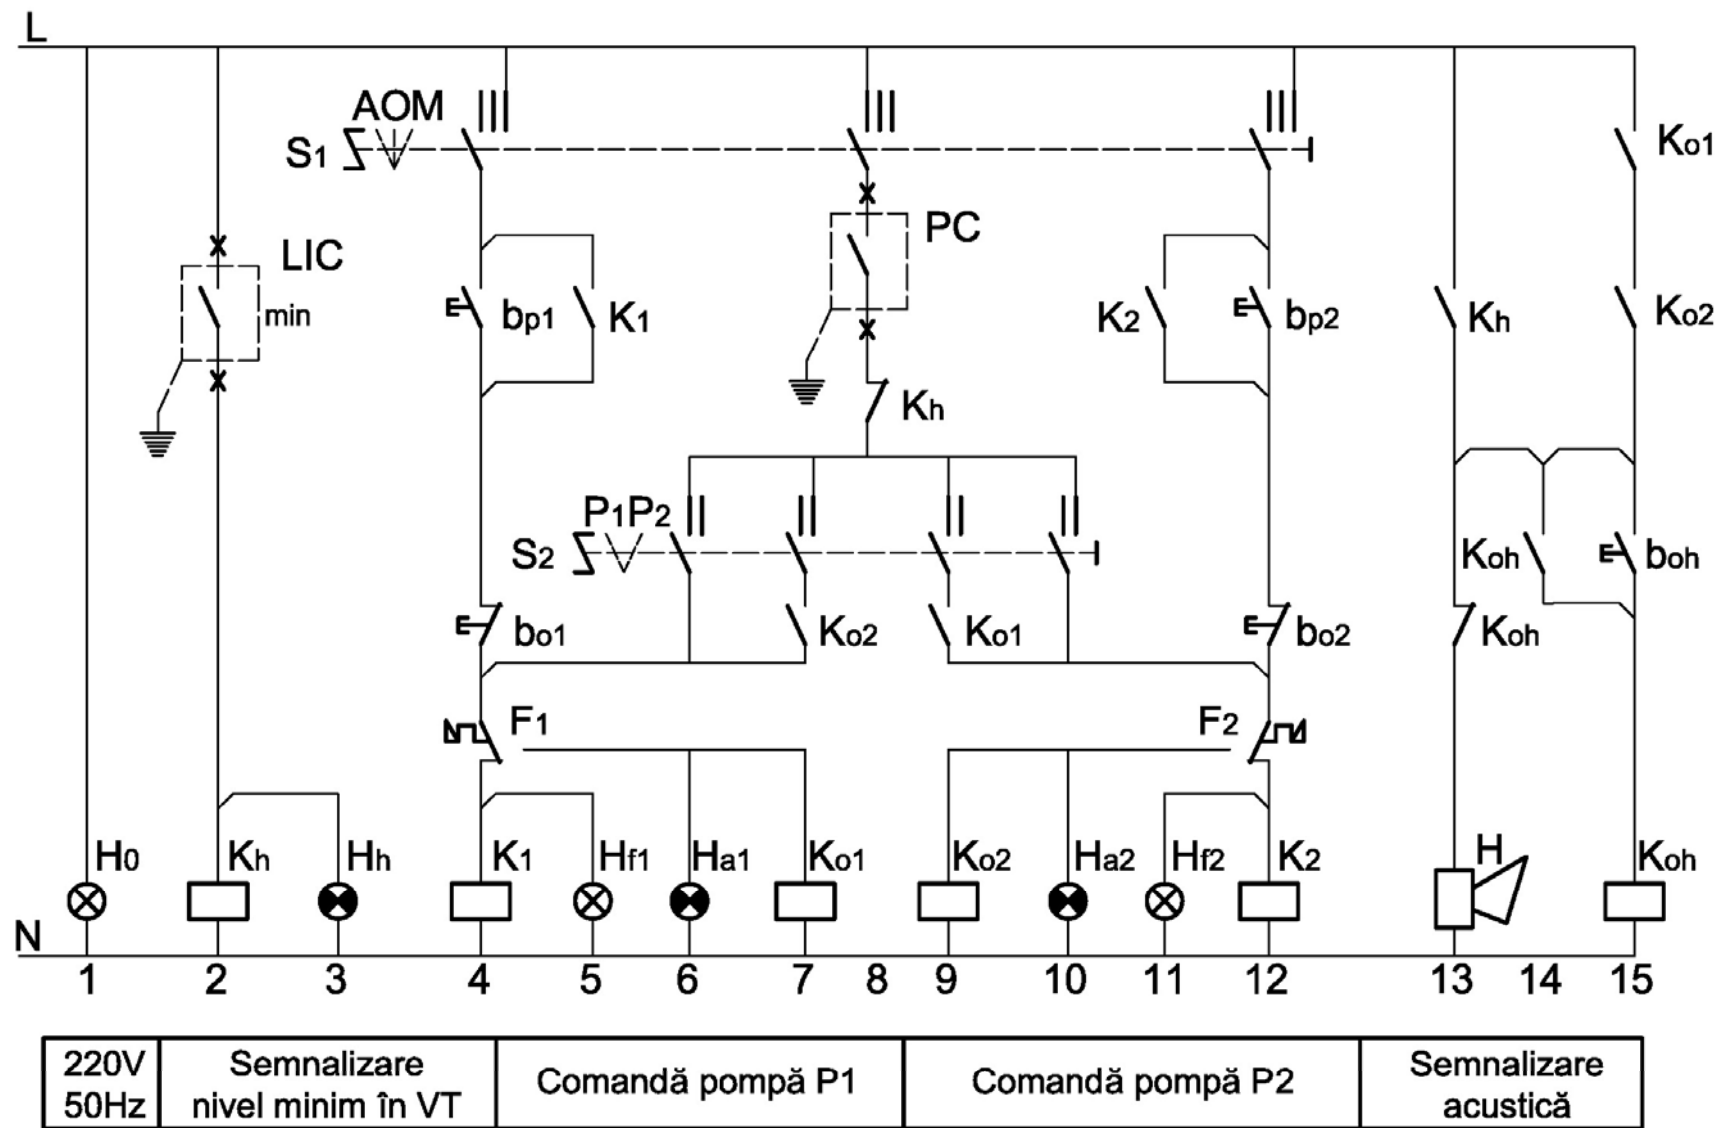 L
AOM
S1
Ko1
LIC
PC
min
bp1
K1
K2
bp2
Kh
Ko2
Kh
P1P2
S2
Koh
boh
bo1
Ko2
Ko1
bo2
Koh
F1
F2
H0
Kh
Hh
K1
Hf1
Ha1
Ko1
Ko2
Ha2
Hf2
K2
H
Koh
N
1 2 3 4 5 6 7 8 9 10 11 12 13 14 15
220V
50Hz
Semnalizare
nivel minim în VT
Comandă pompă P1
Comandă pompă P2
Semnalizare
acustică